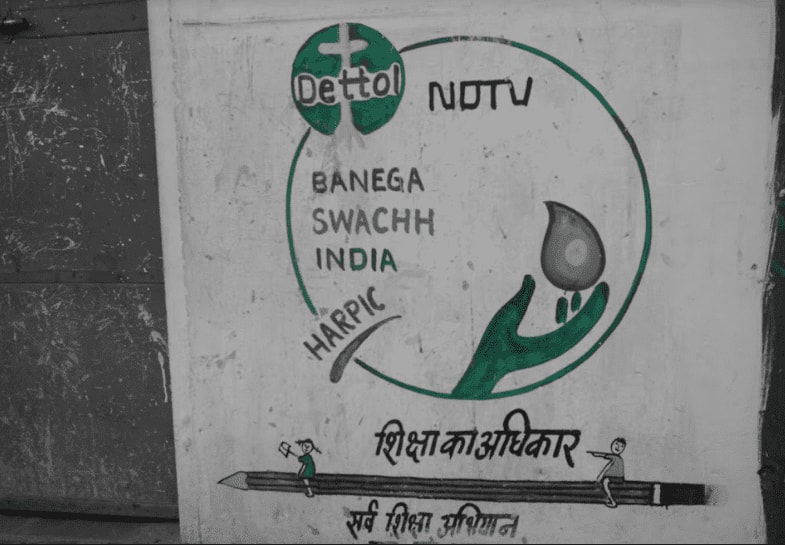 Dettol
NDTV
BANEGA
SWACHH
INDIA
HARPIC
शिक्षा का अधिकार
सर्व शिक्षा अभियान